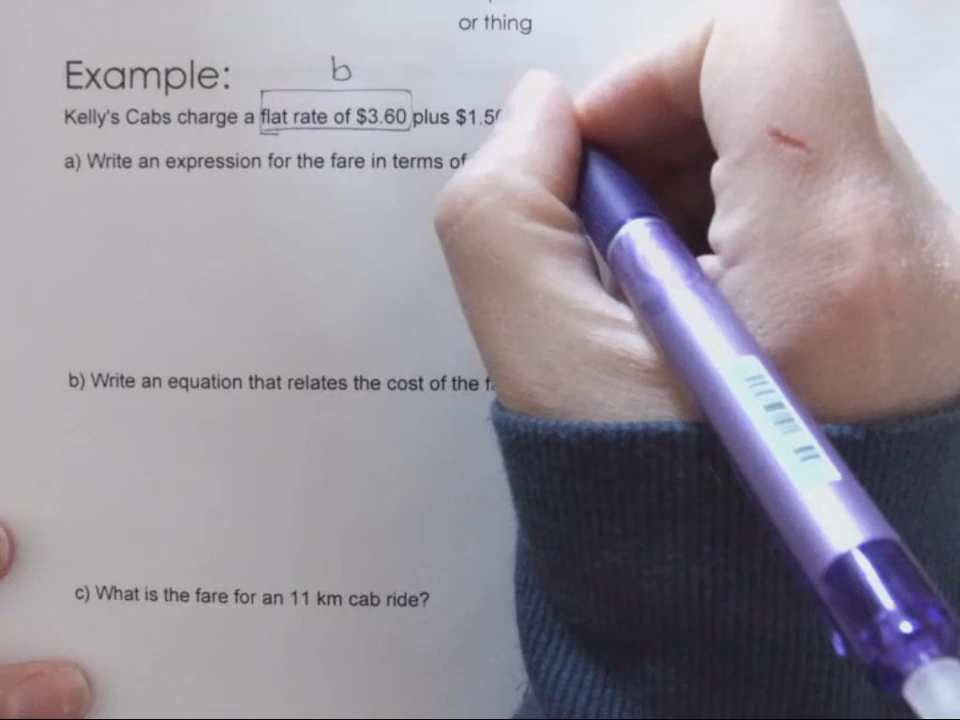 or thing
Example:
b
Kelly's Cabs charge a flat rate of $3.60 plus
a) Write an expression for the fare in terms of
b) Write an equation that relates the cost of the
c) What is the fare for an 11 km cab ride?